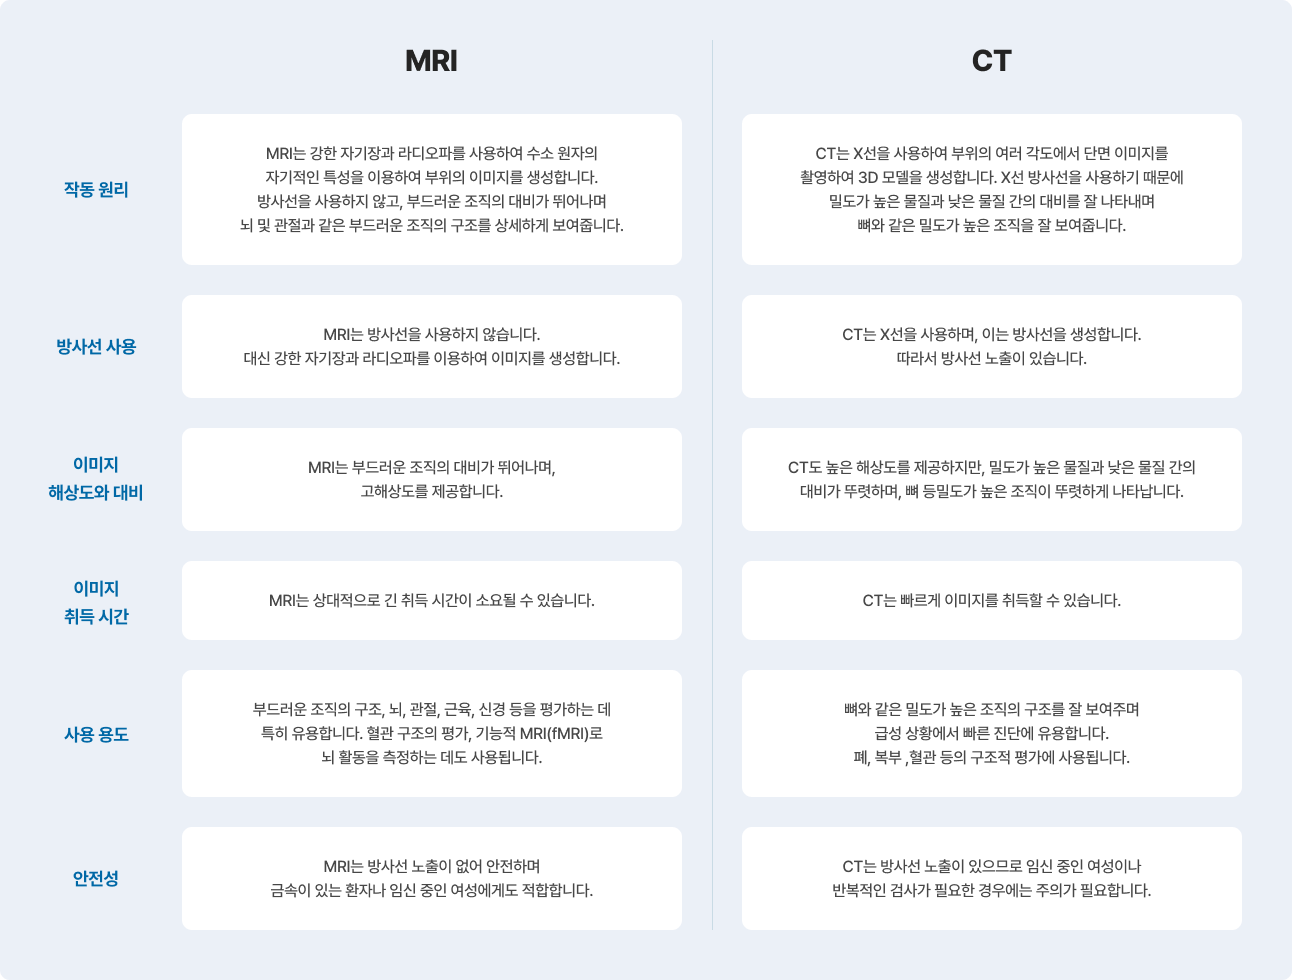 MRI
CT
작동 원리
MRI는 강한 자기장과 라디오파를 사용하여 수소 원자의
자기적인 특성을 이용하여 부위의 이미지를 생성합니다.
방사선을 사용하지 않고, 부드러운 조직의 대비가 뛰어나며
뇌 및 관절과 같은 부드러운 조직의 구조를 상세하게 보여줍니다.
CT는 X선을 사용하여 부위의 여러 각도에서 단면 이미지를
촬영하여 3D 모델을 생성합니다. X선 방사선을 사용하기 때문에
밀도가 높은 물질과 낮은 물질 간의 대비를 잘 나타내며
뼈와 같은 밀도가 높은 조직을 잘 보여줍니다.
방사선 사용
MRI는 방사선을 사용하지 않습니다.
대신 강한 자기장과 라디오파를 이용하여 이미지를 생성합니다.
CT는 X선을 사용하며, 이는 방사선을 생성합니다.
따라서 방사선 노출이 있습니다.
이미지
해상도와 대비
MRI는 부드러운 조직의 대비가 뛰어나며,
고해상도를 제공합니다.
CT도 높은 해상도를 제공하지만, 밀도가 높은 물질과 낮은 물질 간의
대비가 뚜렷하며, 뼈 등밀도가 높은 조직이 뚜렷하게 나타납니다.
이미지
취득 시간
MRI는 상대적으로 긴 취득 시간이 소요될 수 있습니다.
CT는 빠르게 이미지를 취득할 수 있습니다.
사용 용도
부드러운 조직의 구조, 뇌, 관절, 근육, 신경 등을 평가하는 데
특히 유용합니다. 혈관 구조의 평가, 기능적 MRI(fMRI)로
뇌 활동을 측정하는 데도 사용됩니다.
뼈와 같은 밀도가 높은 조직의 구조를 잘 보여주며
급성 상황에서 빠른 진단에 유용합니다.
폐, 복부 ,혈관 등의 구조적 평가에 사용됩니다.
안전성
MRI는 방사선 노출이 없어 안전하며
금속이 있는 환자나 임신 중인 여성에게도 적합합니다.
CT는 방사선 노출이 있으므로 임신 중인 여성이나
반복적인 검사가 필요한 경우에는 주의가 필요합니다.